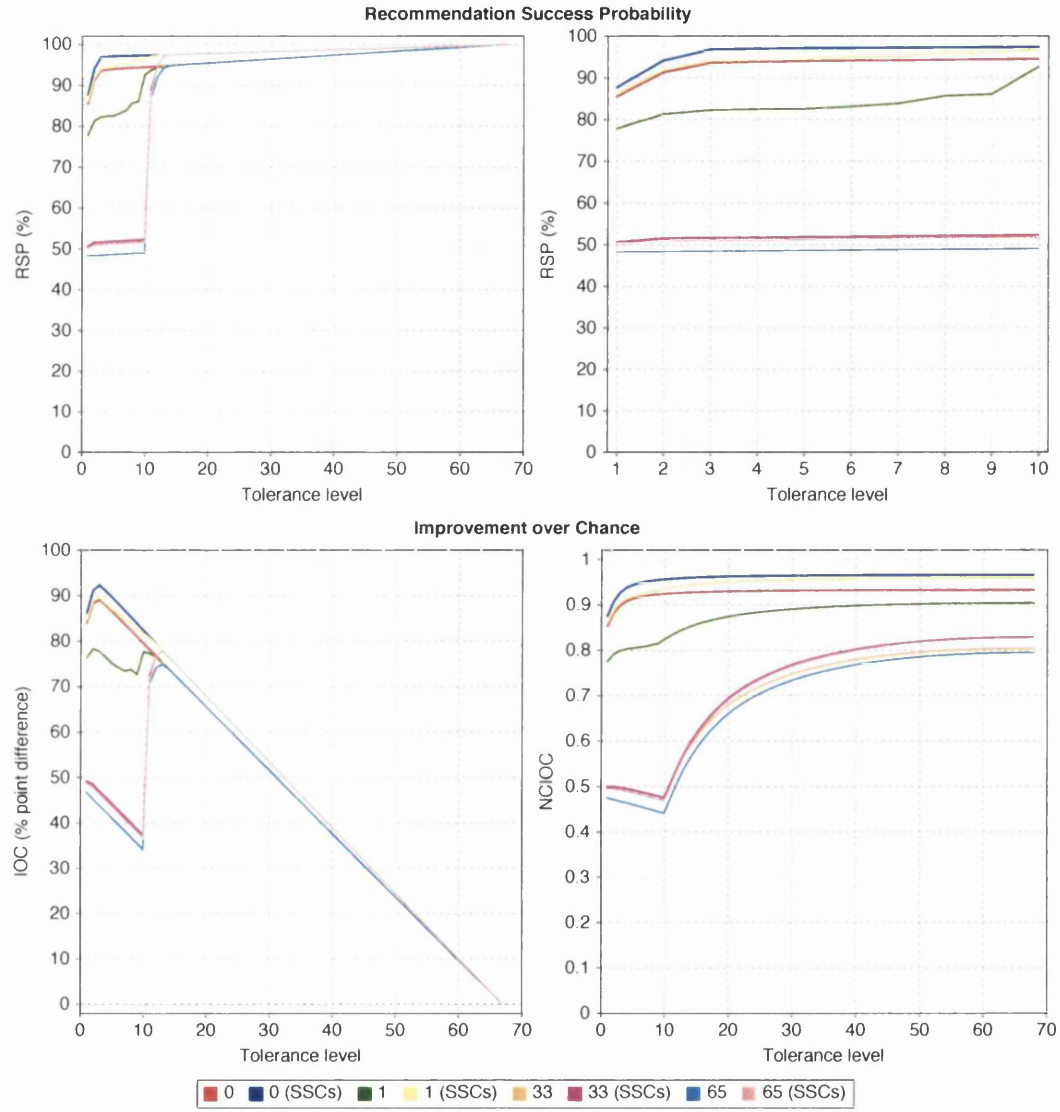 Recommendation Success Probability
100
90
80
70
60
50
40
30
20
10
0
RSP (%)
0 10 20 30 40 50 60 70
Tolerance level
100
90
80
70
60
50
40
30
20
10
0
RSP (%)
1 2 3 4 5 6 7 8 9 10
Tolerance level
Improvement over Chance
100
90
80
70
60
50
40
30
20
10
0
IOC (% point difference)
0 10 20 30 40 50 60 70
Tolerance level
1
0.9
0.8
0.7
0.6
0.5
0.4
0.3
0.2
0.1
0
NCIOC
0 10 20 30 40 50 60 70
Tolerance level
0 0 (SSCs) 1 1 (SSCs) 33 33 (SSCs) 65 65 (SSCs)